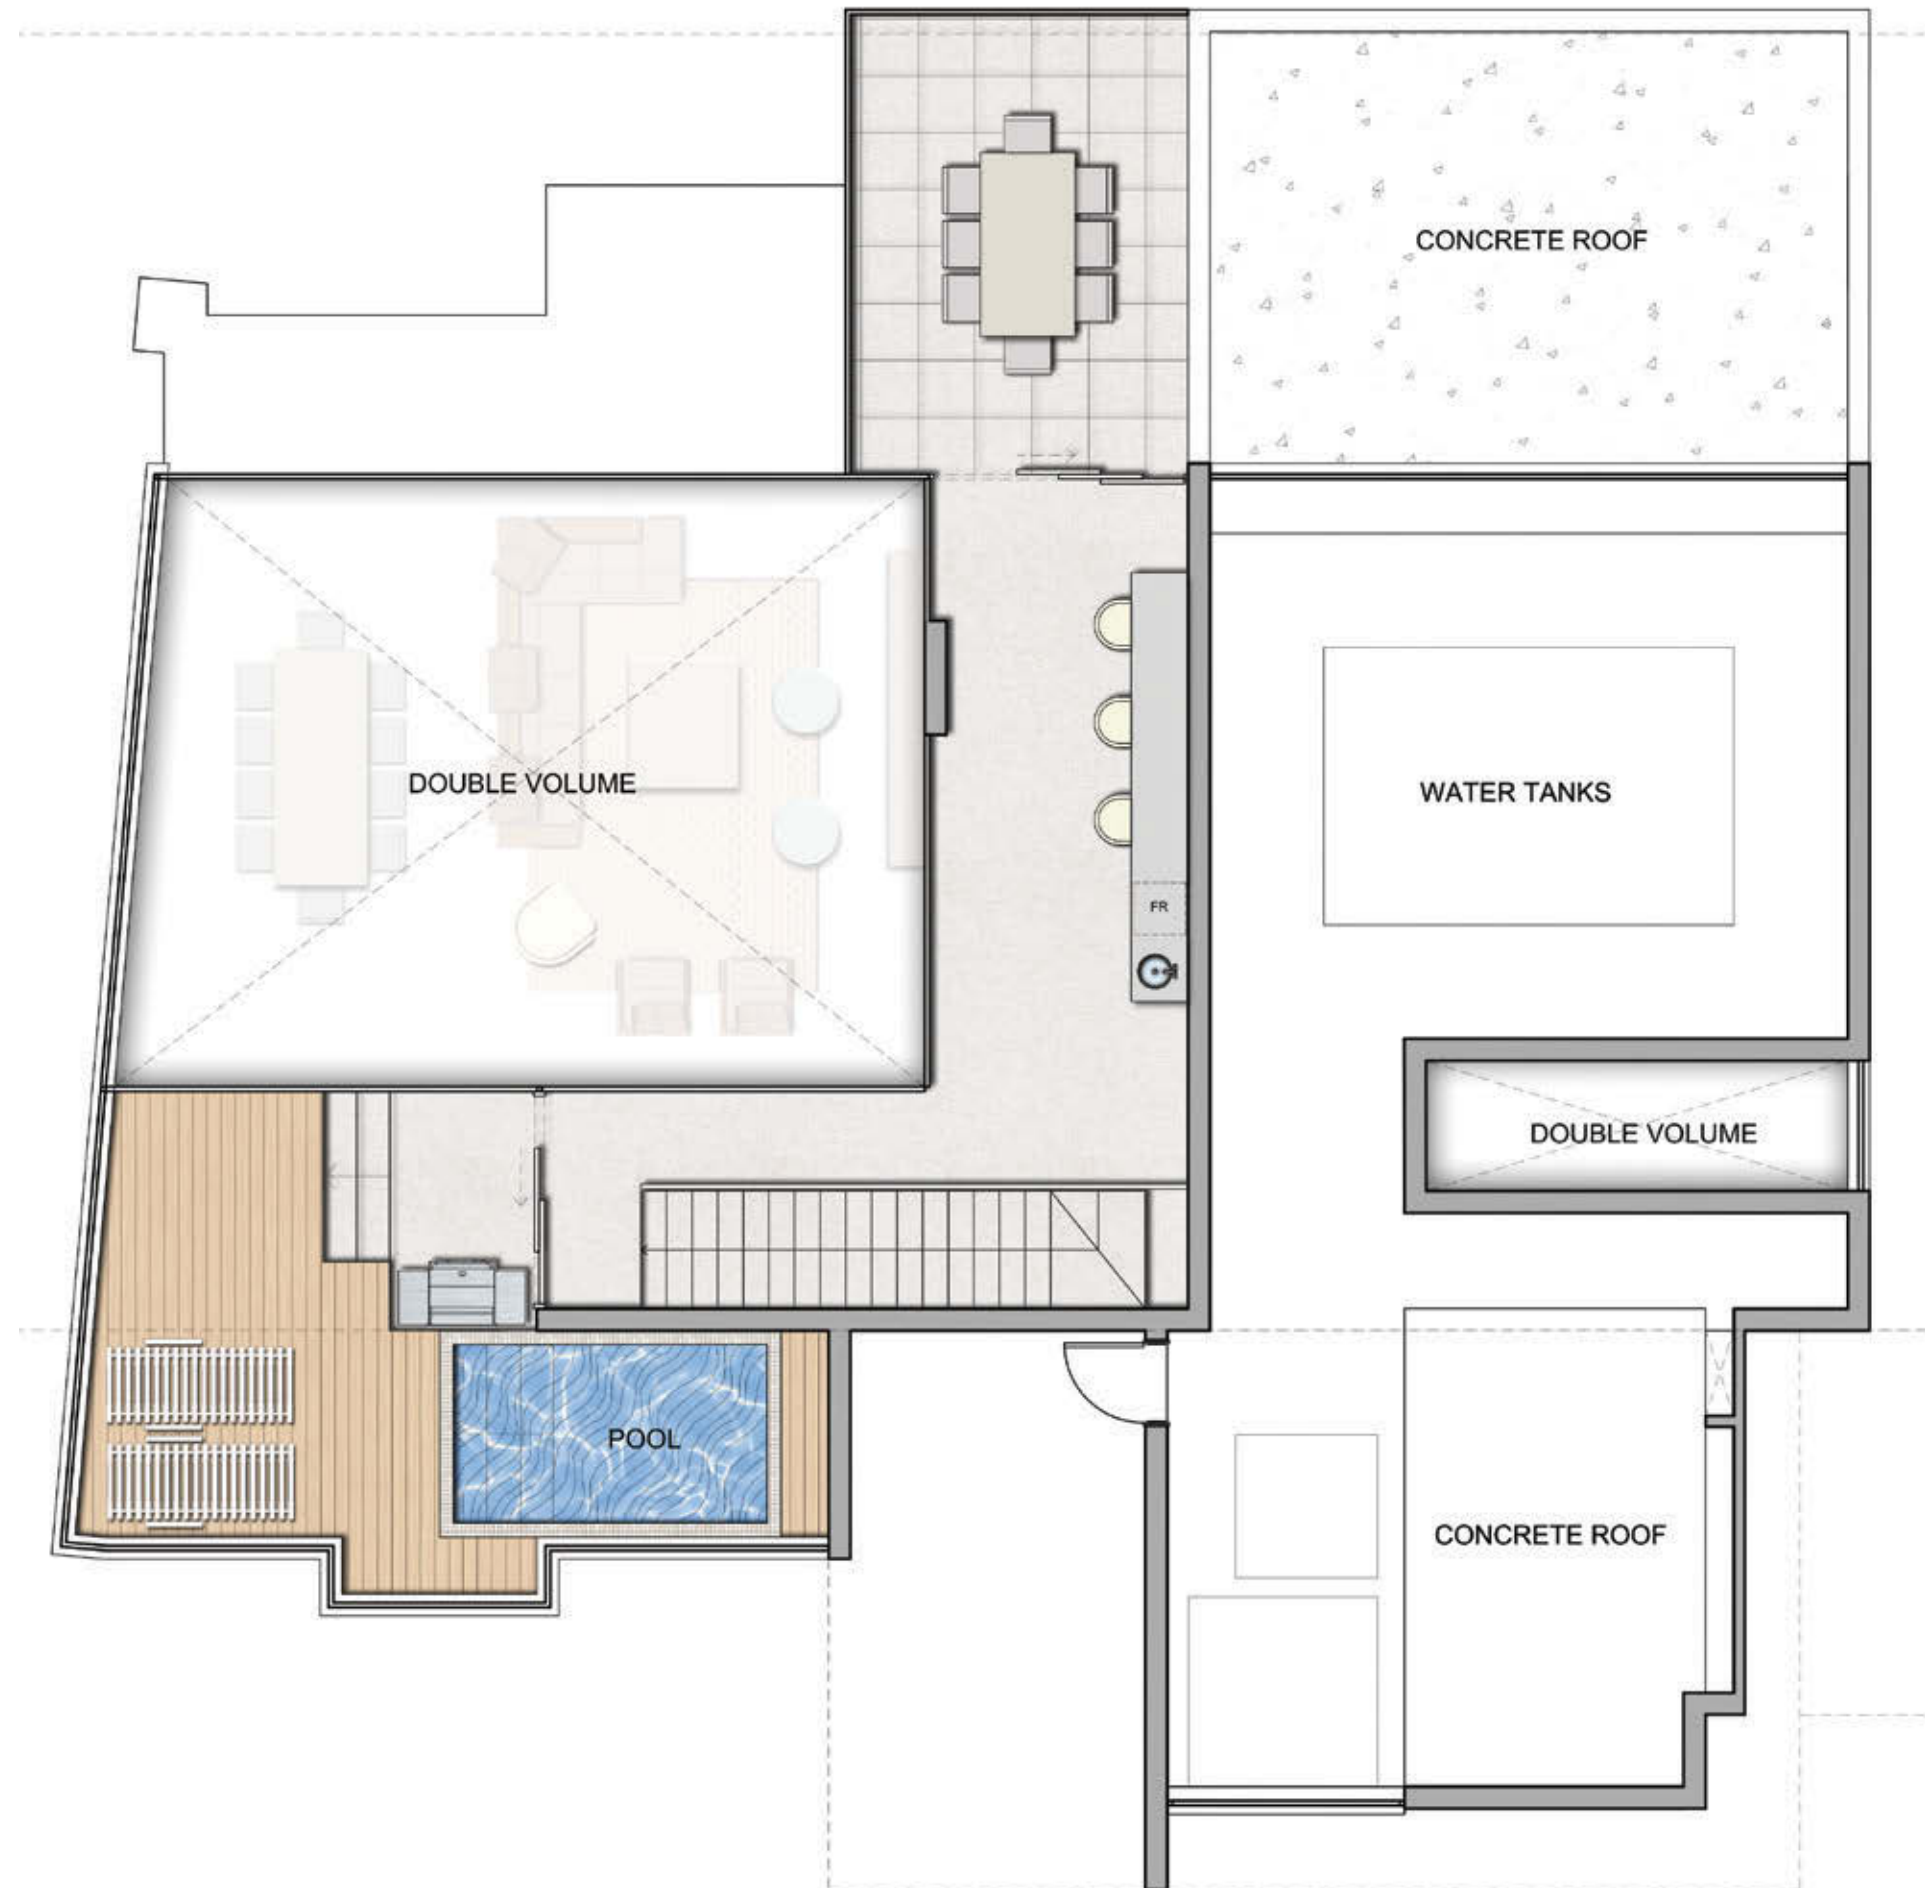 CONCRETE ROOF
DOUBLE VOLUME
WATER TANKS
FR
DOUBLE VOLUME
POOL
CONCRETE ROOF